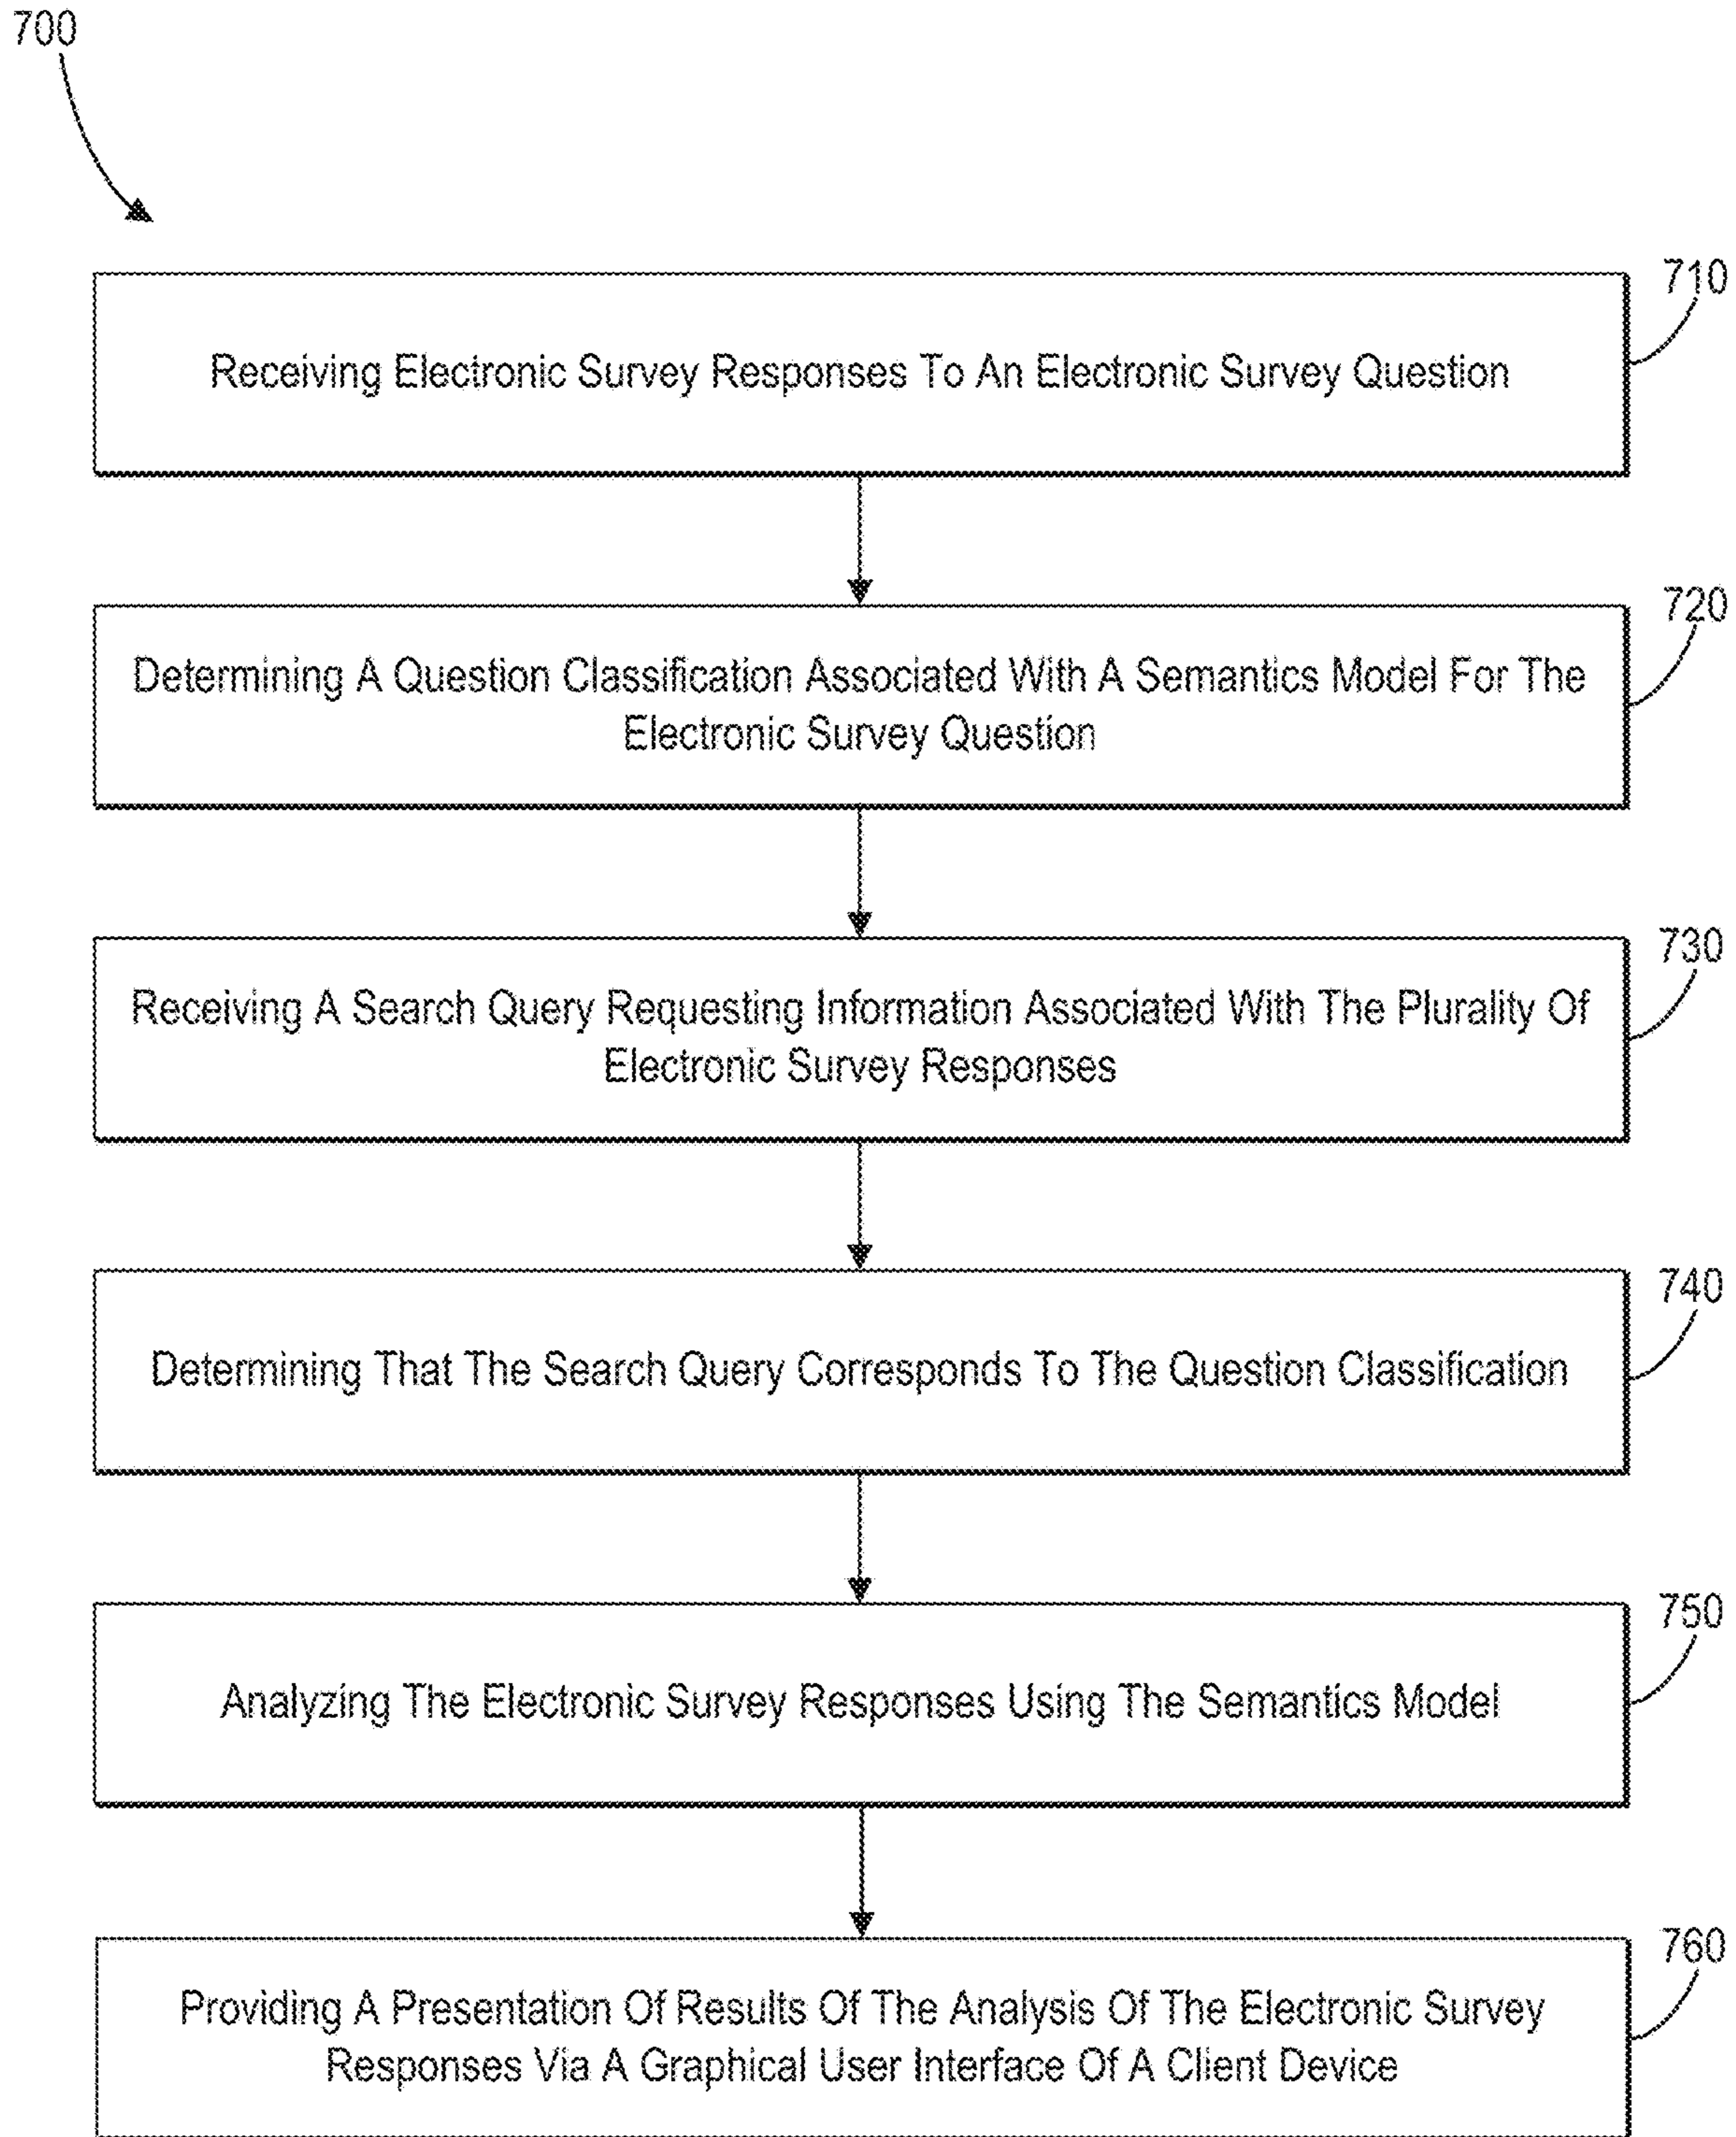 700
710
Receiving Electronic Survey Responses To An Electronic Survey Question
720
Determining A Question Classification Associated With A Semantics Model For The
Electronic Survey Question
730
Receiving A Search Query Requesting Information Associated With The Plurality Of
Electronic Survey Responses
740
Determining That The Search Query Corresponds To The Question Classification
750
Analyzing The Electronic Survey Responses Using The Semantics Model
760
Providing A Presentation Of Results Of The Analysis Of The Electronic Survey
Responses Via A Graphical User Interface Of A Client Device